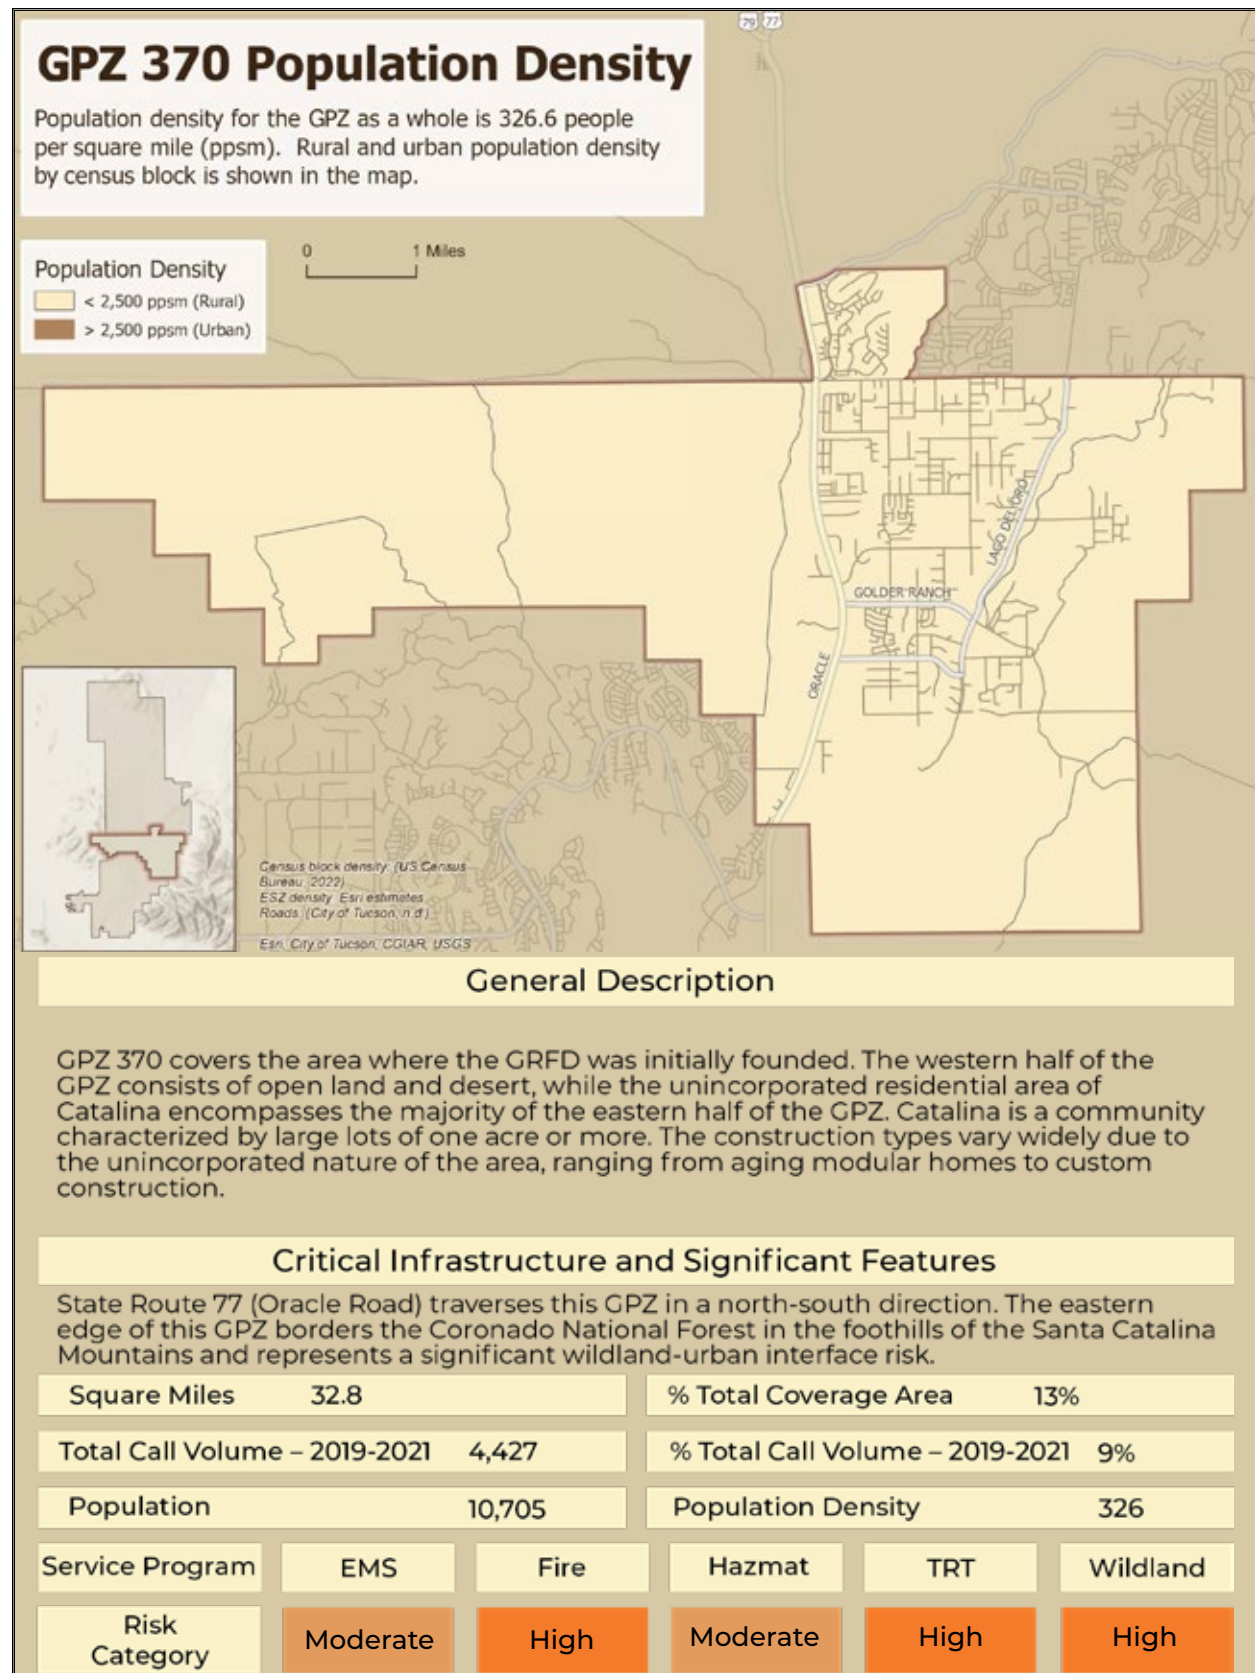 79 77
GPZ 370 Population Density
Population density for the GPZ as a whole is 326.6 people
per square mile (ppsm).  Rural and urban population density
by census block is shown in the map.
0 1 Miles
Population Density
< 2,500 ppsm (Rural)
> 2,500 ppsm (Urban)
LAGO DEL ORO
GOLDER RANCH
ORACLE
Census block density: (US Census
Bureau, 2022)
ESZ density: Esri estimates
Roads: (City of Tucson, n.d.)
Esri, City of Tucson, CGIAR, USGS
General Description
GPZ 370 covers the area where the GRFD was initially founded. The western half of the
GPZ consists of open land and desert, while the unincorporated residential area of
Catalina encompasses the majority of the eastern half of the GPZ. Catalina is a community
characterized by large lots of one acre or more. The construction types vary widely due to
the unincorporated nature of the area, ranging from aging modular homes to custom
construction.
Critical Infrastructure and Significant Features
State Route 77 (Oracle Road) traverses this GPZ in a north-south direction. The eastern
edge of this GPZ borders the Coronado National Forest in the foothills of the Santa Catalina
Mountains and represents a significant wildland-urban interface risk.
Square Miles 32.8 % Total Coverage Area 13%
Total Call Volume – 2019-2021 4,427 % Total Call Volume – 2019-2021 9%
Population 10,705 Population Density 326
Service Program EMS Fire Hazmat TRT Wildland
Risk
Category Moderate High Moderate High High